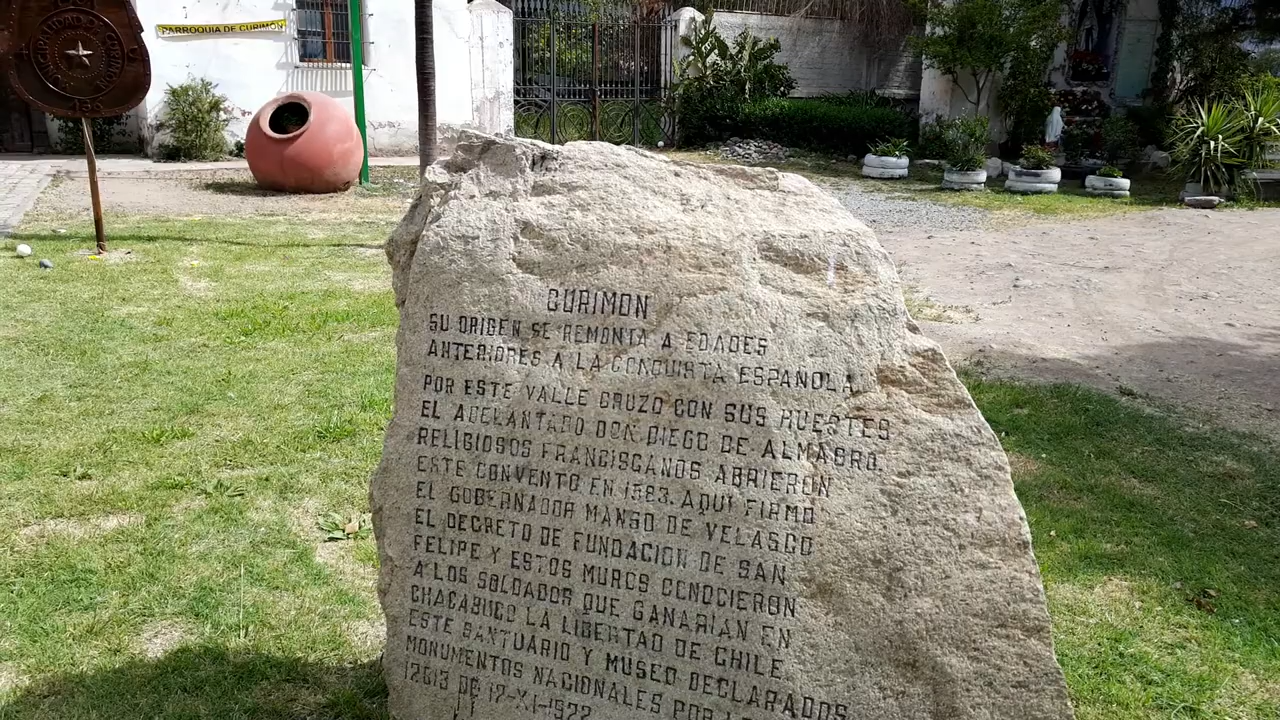 PARROQUIA DE CURIMON
CURIMON
SU ORIGEN SE REMONTA A EDADES
ANTERIORES A LA CONQUISTA ESPAÑOLA
POR ESTE VALLE CRUZO CON SUS HUESTES
EL ADELANTADO DON DIEGO DE ALMAGRO.
RELIGIOSOS FRANCISCANOS ABRIERON
ESTE CONVENTO EN 1583. AQUI FIRMO
EL GOBERNADOR MANSO DE VELASCO
EL DECRETO DE FUNDACION DE SAN
FELIPE Y ESTOS MUROS CONOCIERON
A LOS SOLDADOR QUE GANARIAN EN
CHACABUCO LA LIBERTAD DE CHILE
ESTE SANTUARIO Y MUSEO DECLARADOS
MONUMENTOS NACIONALES POR
12613 DE 17-XI-1972